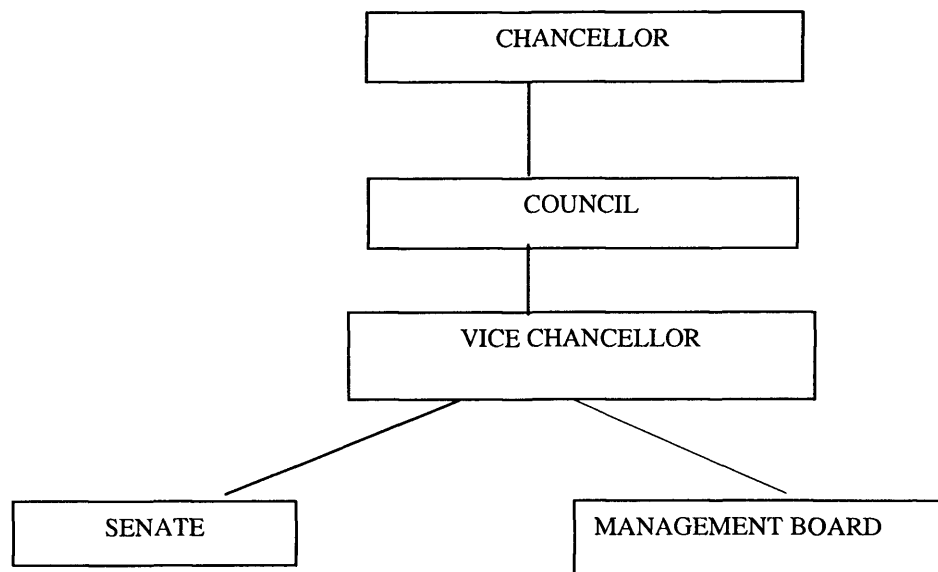 CHANCELLOR
COUNCIL
VICE CHANCELLOR
SENATE
MANAGEMENT BOARD